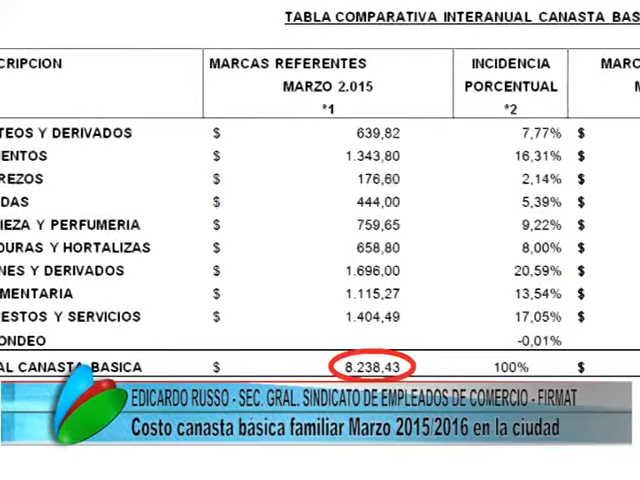 TABLA COMPARATIVA INTERANUAL CANASTA BAS
CRIPCION MARCAS REFERENTES INCIDENCIA MARC
MARZO 2.015 PORCENTUAL M
*1 *2
TEOS Y DERIVADOS $ 639,82 7,77% $
ENTOS $ 1.343,80 16,31% $
REZOS $ 176,60 2,14% $
DAS $ 444,00 5,39% $
IEZA Y PERFUMERIA $ 759,65 9,22% $
DURAS Y HORTALIZAS $ 658,80 8,00% $
NES Y DERIVADOS $ 1.696,00 20,59% $
MENTARIA $ 1.115,27 13,54% $
ESTOS Y SERVICIOS $ 1.404,49 17,05% $
ONDEO -0,01%
AL CANASTA BASICA $ 8.238,43 100% $
EDICARDO RUSSO - SEC. GRAL. SINDICATO DE EMPLEADOS DE COMERCIO - FIRMAT
Costo canasta básica familiar Marzo 2015/2016 en la ciudad